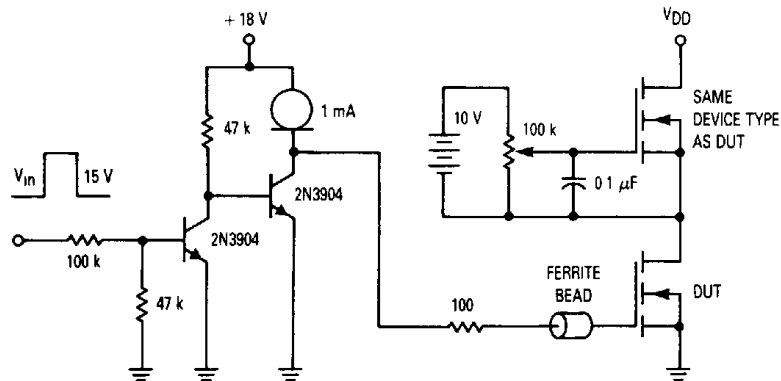 + 18 V
V_DD
1 mA
47 k
SAME
DEVICE TYPE
AS DUT
10 V
100 k
V_in
15 V
0 1 μF
2N3904
2N3904
100 k
47 k
FERRITE
BEAD
DUT
100